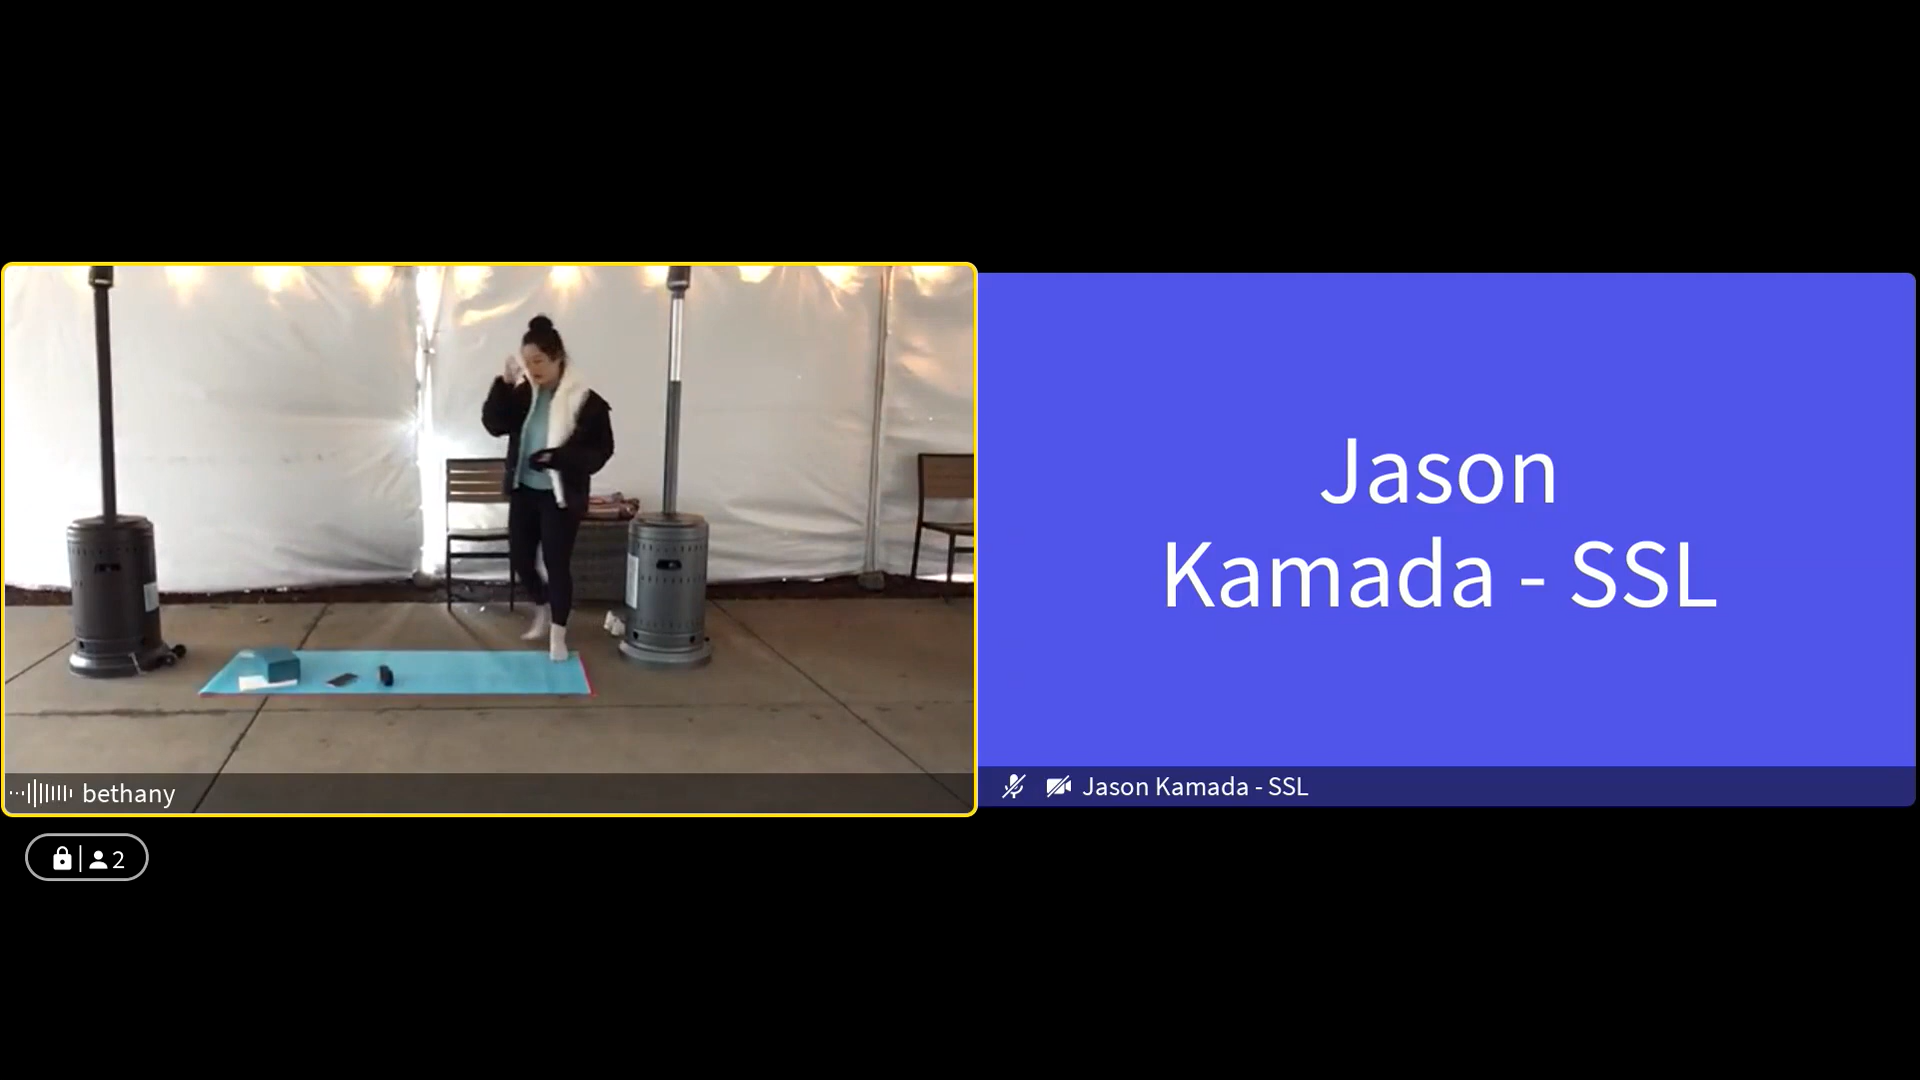 bethany
2
Jason
Kamada - SSL
Jason Kamada - SSL